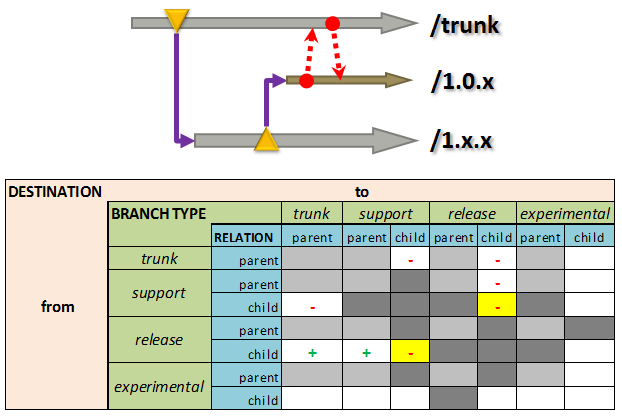 /trunk
/1.0.x
/1.x.x
DESTINATION to
BRANCH TYPE trunk support release experimental
RELATION parent parent child parent child parent child
trunk parent - -
support parent -
child - -
from
release parent
child + + -
experimental parent
child